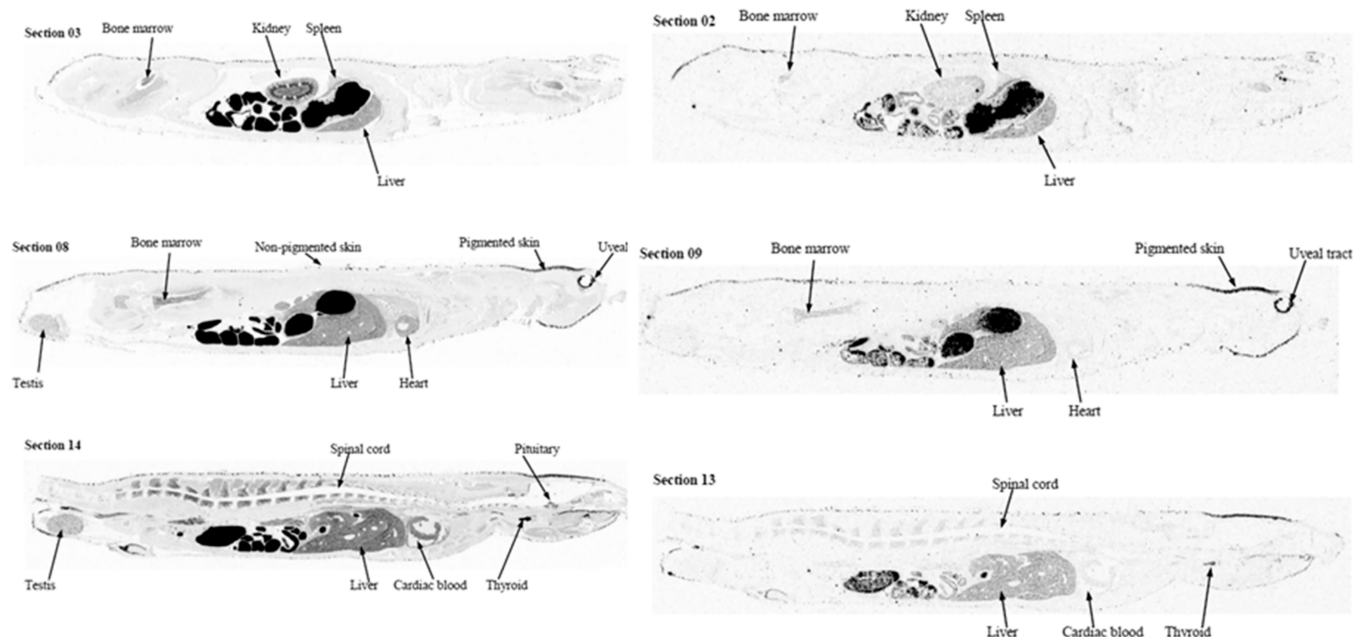 Section 03
Bone marrow
Kidney
Spleen
Liver
Section 02
Bone marrow
Kidney
Spleen
Liver
Section 08
Bone marrow
Non-pigmented skin
Pigmented skin
Uveal
Testis
Liver
Heart
Section 09
Bone marrow
Pigmented skin
Uveal tract
Liver
Heart
Section 14
Spinal cord
Pituitary
Testis
Liver
Cardiac blood
Thyroid
Section 13
Spinal cord
Liver
Cardiac blood
Thyroid